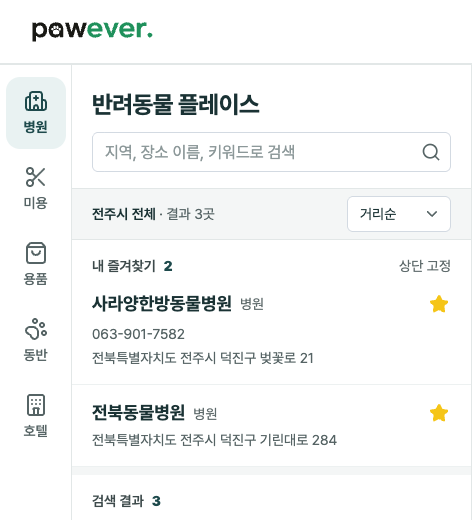 pawever.
병원
미용
용품
동반
호텔
반려동물 플레이스
지역, 장소 이름, 키워드로 검색
전주시 전체 · 결과 3곳
거리순
내 즐겨찾기 2
상단 고정
사라양한방동물병원 병원
063-901-7582
전북특별자치도 전주시 덕진구 벚꽃로 21
전북동물병원 병원
전북특별자치도 전주시 덕진구 기린대로 284
검색 결과 3